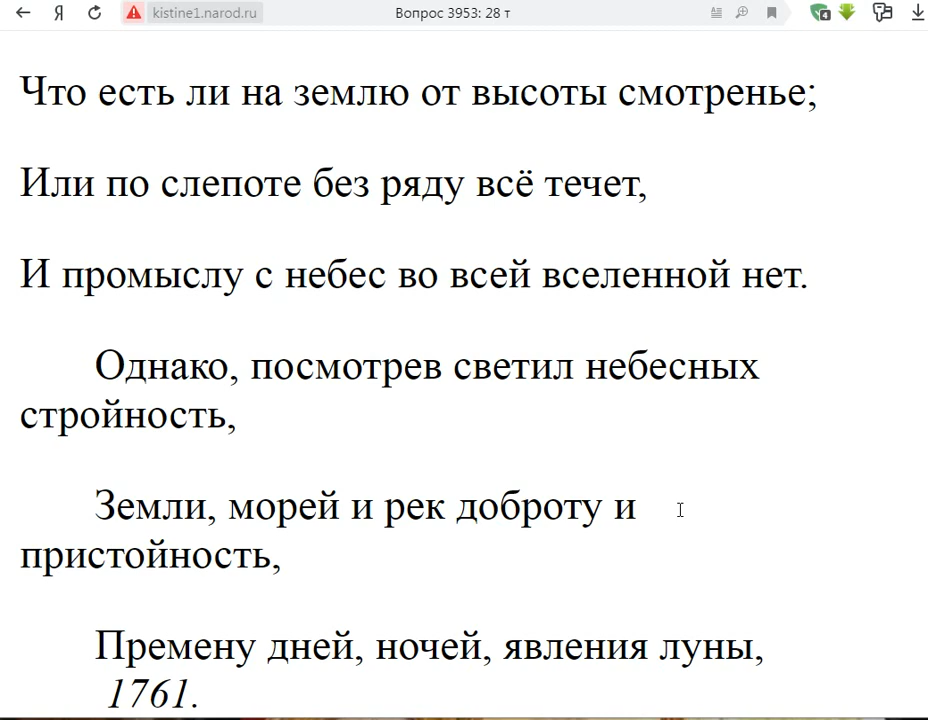 kistine1.narod.ru
Вопрос 3953: 28 т
4
Что есть ли на землю от высоты смотренье;
Или по слепоте без ряду всё течет,
И промыслу с небес во всей вселенной нет.
Однако, посмотрев светил небесных
стройность,
Земли, морей и рек доброту и
пристойность,
Премену дней, ночей, явления луны,
1761.